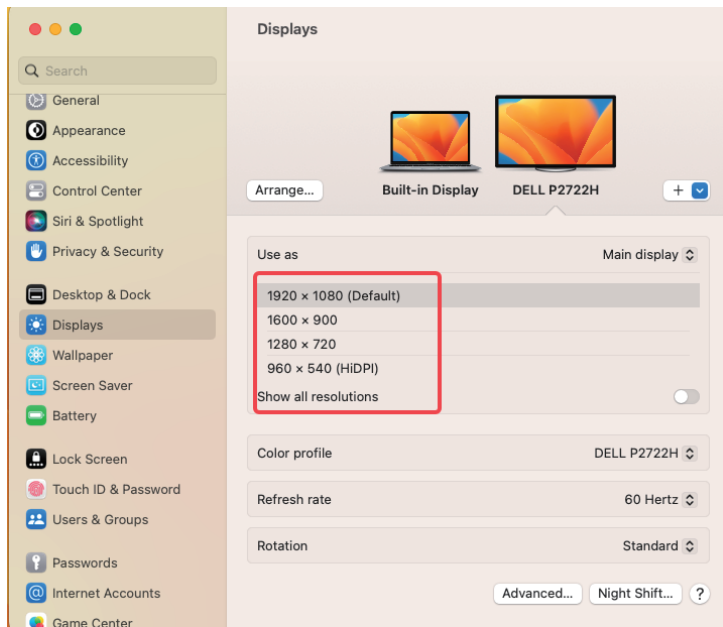 Displays
Search
General
Appearance
Accessibility
Control Center
Siri & Spotlight
Privacy & Security
Desktop & Dock
Displays
Wallpaper
Screen Saver
Battery
Lock Screen
Touch ID & Password
Users & Groups
Passwords
Internet Accounts
Game Center
Arrange...
Built-in Display
DELL P2722H
+
Use as Main display
1920 × 1080 (Default)
1600 × 900
1280 × 720
960 × 540 (HiDPI)
Show all resolutions
Color profile DELL P2722H
Refresh rate 60 Hertz
Rotation Standard
Advanced... Night Shift... ?